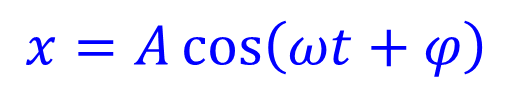 x = A cos(ωt + φ)